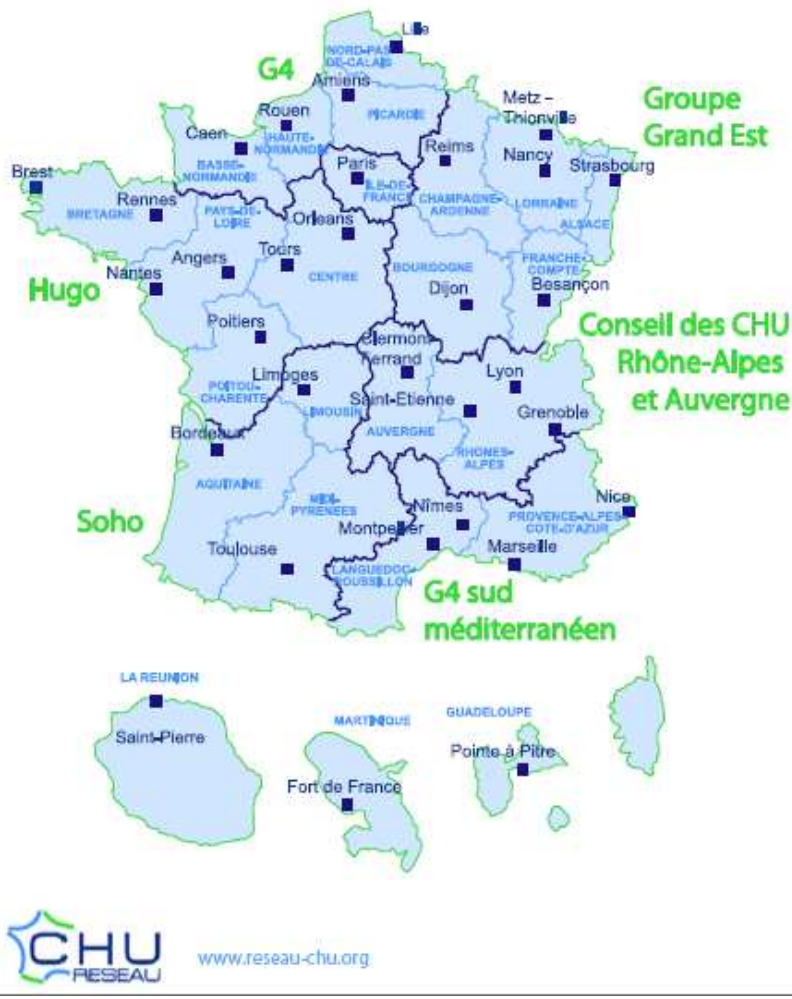 Lille
NORD-PAS
DE-CALAIS
G4
Amiens
PICARDIE
Rouen
HAUTE-
NORMANDIE
Caen
BASSE-
NORMANDIE
Metz –
Thionville
Groupe
Grand Est
Reims
Nancy
Strasbourg
CHAMPAGNE-
ARDENNE
LORRAINE
ALSACE
Paris
ILE-DE-
FRANCE
Brest
Rennes
BRETAGNE
PAYS-DE-
LOIRE
Orleans
Angers
Tours
CENTRE
BOURGOGNE
FRANCHE-
COMPTE
Hugo
Nantes
Dijon
Besançon
Poitiers
Conseil des CHU
Rhône-Alpes
et Auvergne
Clermont
Ferrand
Lyon
Limoges
POITOU-
CHARENTE
LIMOUSIN
Saint-Etienne
Grenoble
AUVERGNE
RHONES-
ALPES
Bordeaux
AQUITAINE
MIDI-
PYRENEES
Soho
Nîmes
Nice
Montpellier
PROVENCE-ALPES
COTE-D'AZUR
Toulouse
Marseille
LANGUEDOC-
ROUSSILLON
G4 sud
méditerranéen
LA REUNION
Saint-Pierre
MARTINIQUE
Fort de France
GUADELOUPE
Pointe à Pitre
CHU
RESEAU
www.reseau-chu.org